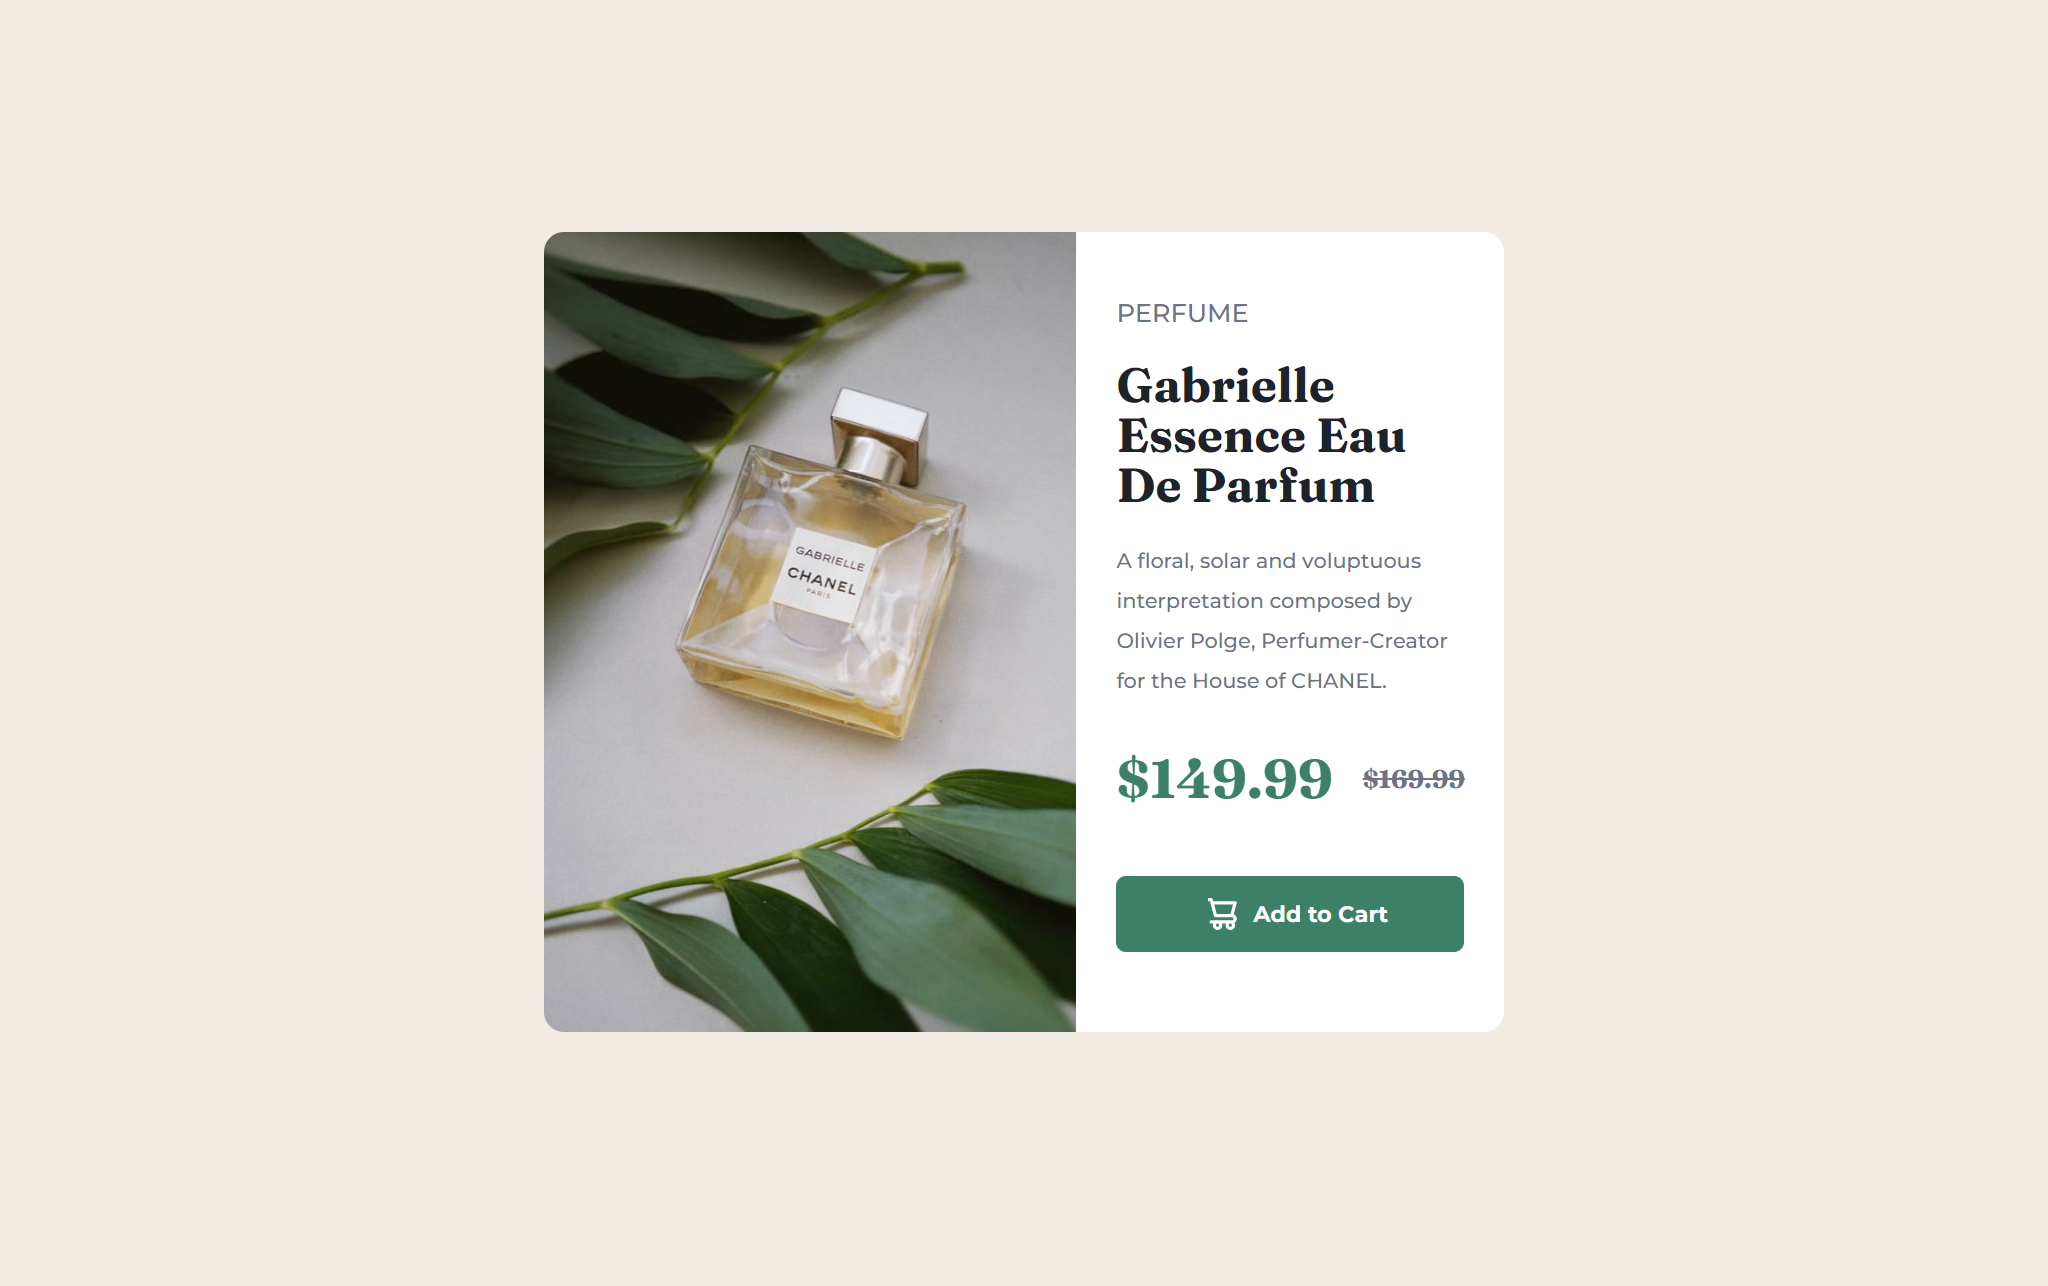 GABRIELLE
CHANEL
PARIS
PERFUME
Gabrielle
Essence Eau
De Parfum
A floral, solar and voluptuous
interpretation composed by
Olivier Polge, Perfumer-Creator
for the House of CHANEL.
$149.99 $169.99
Add to Cart